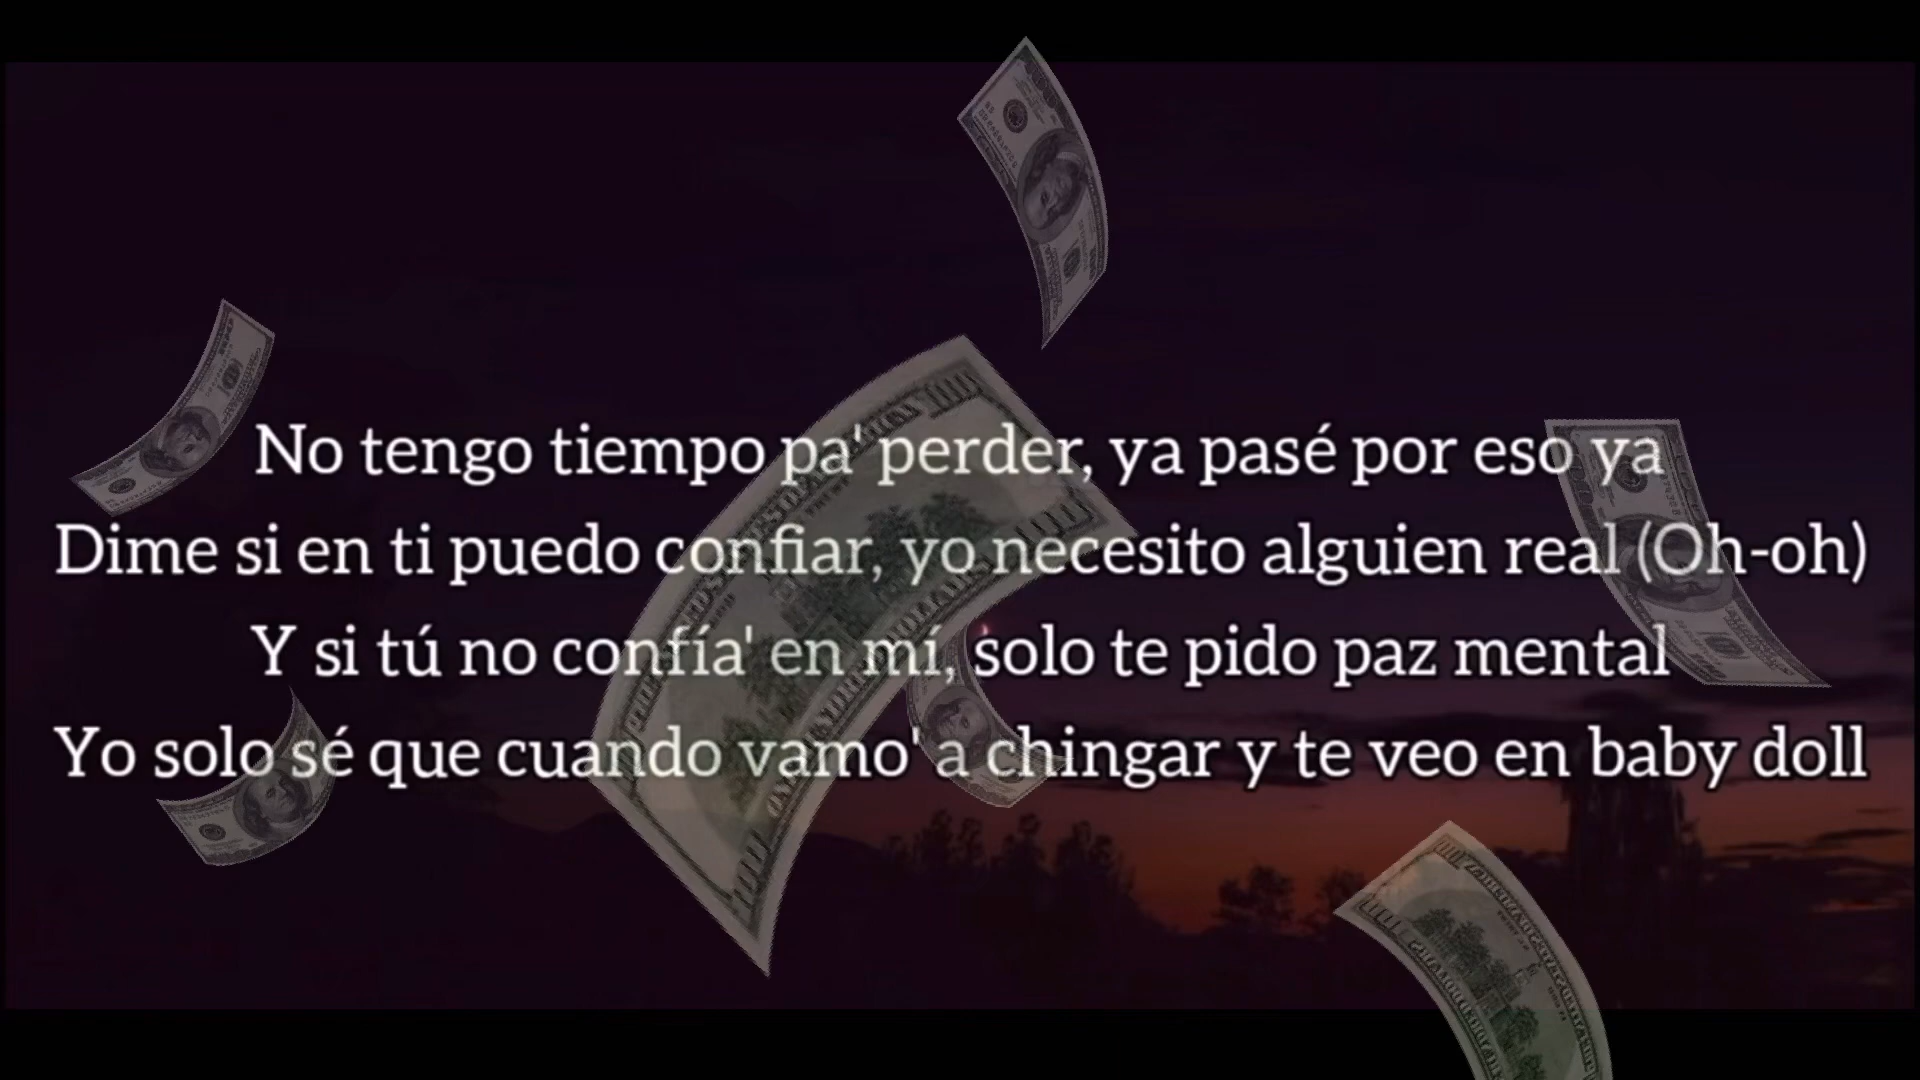 No tengo tiempo pa' perder, ya pasé por eso ya
Dime si en ti puedo confiar, yo necesito alguien real (Oh-oh)
Y si tú no confía' en mí, solo te pido paz mental
Yo solo sé que cuando vamo' a chingar y te veo en baby doll